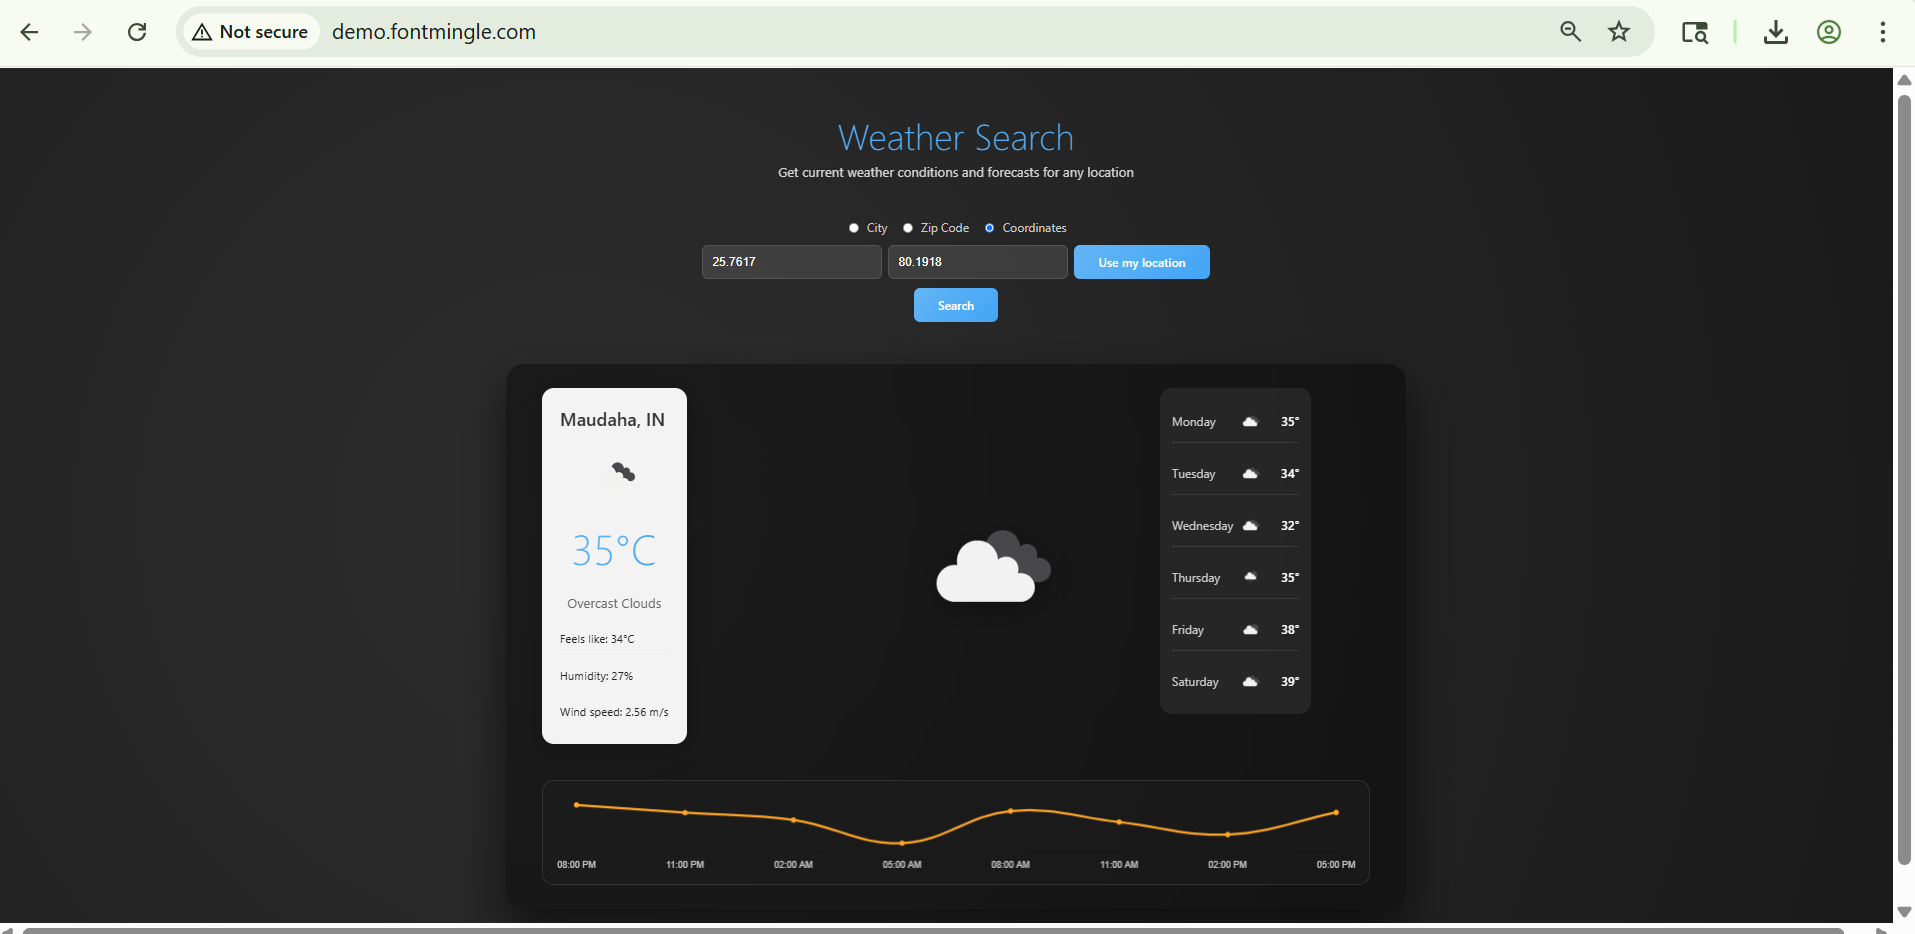 Not secure demo.fontmingle.com
Weather Search
Get current weather conditions and forecasts for any location
City Zip Code Coordinates
25.7617 80.1918 Use my location
Search
Maudaha, IN
35°C
Overcast Clouds
Feels like: 34°C
Humidity: 27%
Wind speed: 2.56 m/s
Monday 35°
Tuesday 34°
Wednesday 32°
Thursday 35°
Friday 38°
Saturday 39°
08:00 PM 11:00 PM 02:00 AM 05:00 AM 08:00 AM 11:00 AM 02:00 PM 05:00 PM